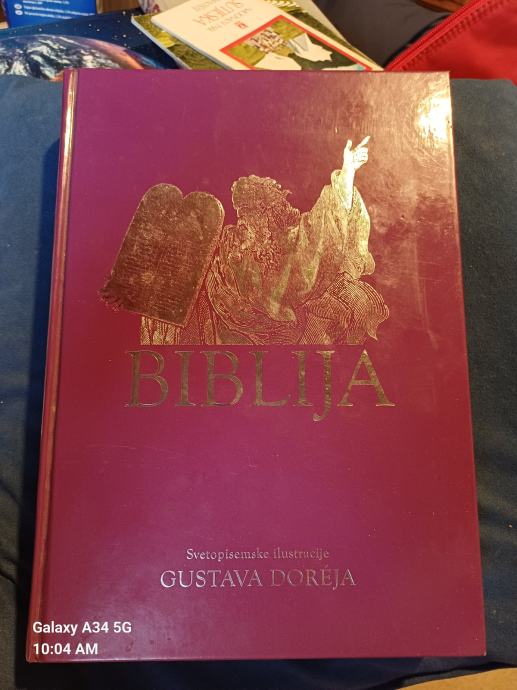 BIBLIJA
Svetopisemske ilustracije
GUSTAVA DORÉJA
Galaxy A34 5G
10:04 AM